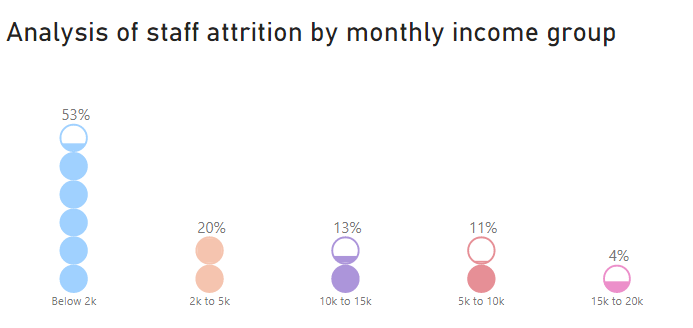 Analysis of staff attrition by monthly income group
53%
20%
13%
11%
4%
Below 2k
2k to 5k
10k to 15k
5k to 10k
15k to 20k